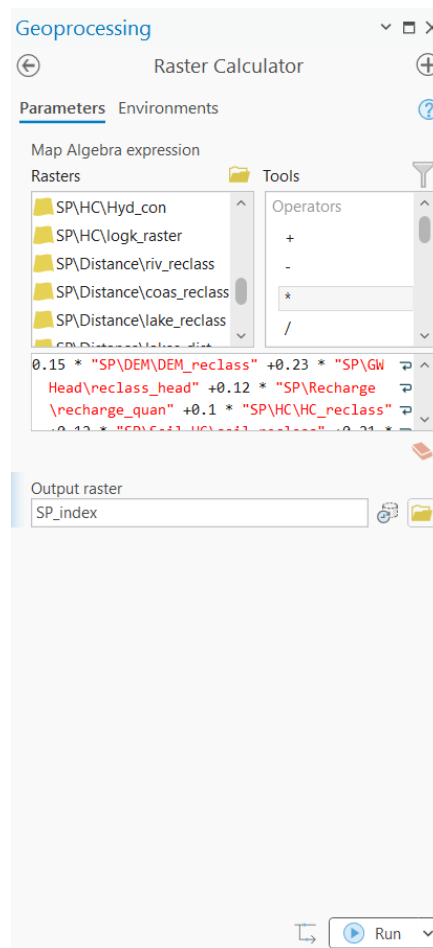 Geoprocessing
Raster Calculator
Parameters Environments
?
Map Algebra expression
Rasters
Tools
SP\HC\Hyd_con
SP\HC\logk_raster
SP\Distance\riv_reclass
SP\Distance\coas_reclass
SP\Distance\lake_reclass
Operators
+
-
*
/
0.15 * "SP\DEM\DEM_reclass" +0.23 * "SP\GW
Head\reclass_head" +0.12 * "SP\Recharge
\recharge_quan" +0.1 * "SP\HC\HC_reclass"
Output raster
SP_index
Run